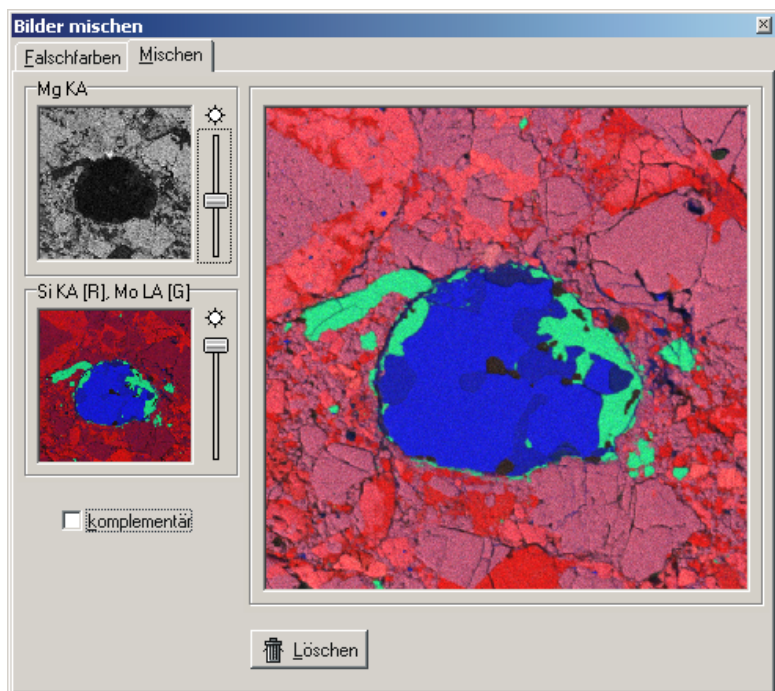 Bilder mischen
Falschfarben
Mischen
Mg KA
Si KA [R], Mo LA [G]
komplementär
Löschen